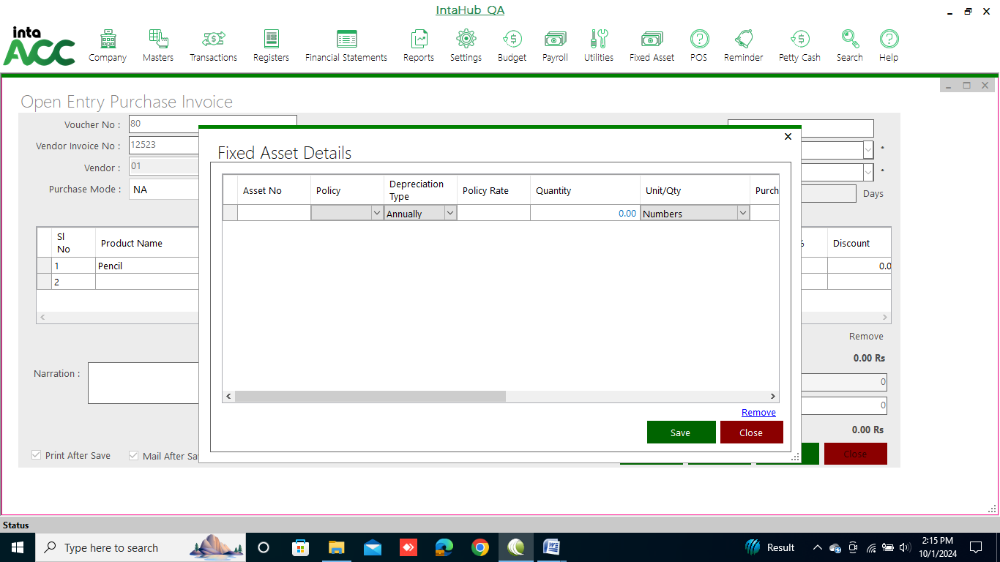 IntaHub_QA
inta
ACC
Company
Masters
Transactions
Registers
Financial Statements
Reports
Settings
Budget
Payroll
Utilities
Fixed Asset
POS
Reminder
Petty Cash
Search
Help
Open Entry Purchase Invoice
Voucher No :
80
Vendor Invoice No :
12523
Vendor :
01
Purchase Mode :
NA
Days
Sl
No
Product Name
%
Discount
1
Pencil
0.0
2
Remove
0.00 Rs
Narration :
0
0
0.00 Rs
Print After Save
Mail After Sa
Close
Fixed Asset Details
Asset No
Policy
Depreciation
Type
Policy Rate
Quantity
Unit/Qty
Purch
Annually
0.00
Numbers
Remove
Save
Close
Status
Type here to search
Result
2:15 PM
10/1/2024